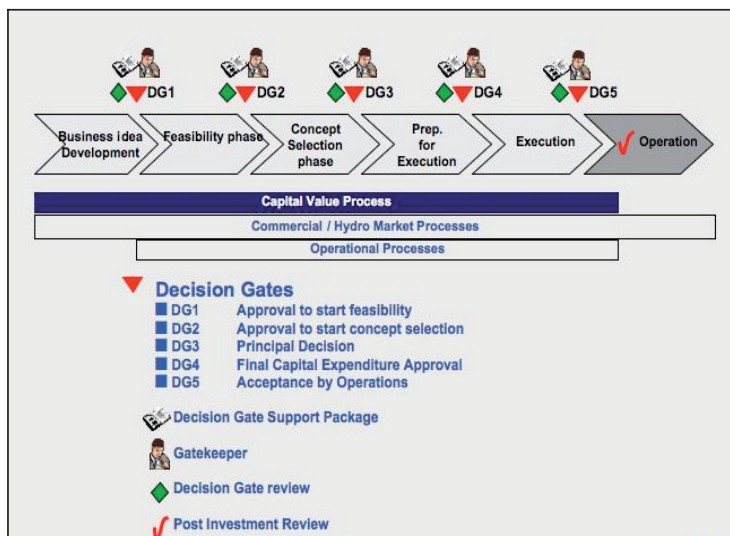 DG1 DG2 DG3 DG4 DG5
Business idea
Development
Feasibility phase
Concept
Selection
phase
Prep.
for
Execution
Execution
Operation
Capital Value Process
Commercial / Hydro Market Processes
Operational Processes
Decision Gates
DG1 Approval to start feasibility
DG2 Approval to start concept selection
DG3 Principal Decision
DG4 Final Capital Expenditure Approval
DG5 Acceptance by Operations
Decision Gate Support Package
Gatekeeper
Decision Gate review
Post Investment Review